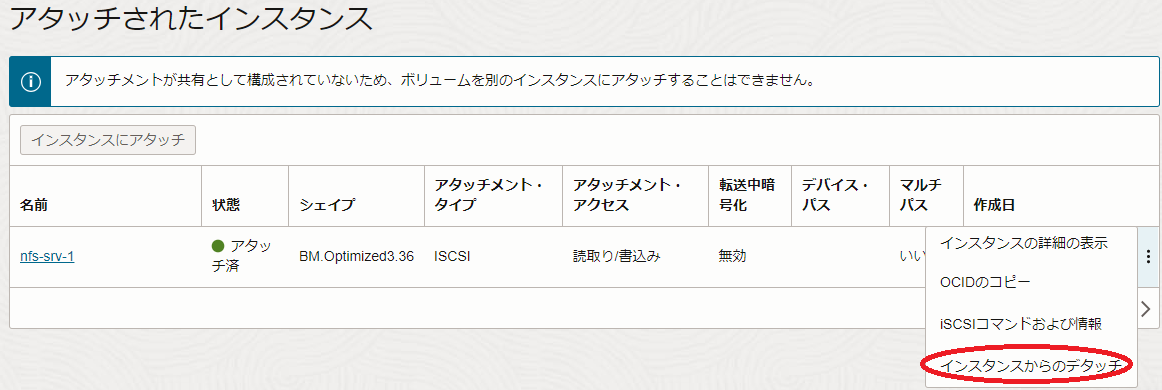 アタッチされたインスタンス
アタッチメントが共有として構成されていないため、ボリュームを別のインスタンスにアタッチすることはできません。
インスタンスにアタッチ
名前
状態
シェイプ
アタッチメント・
タイプ
アタッチメント・
アクセス
転送中暗
号化
デバイス・
パス
マルチ
パス
作成日
nfs-srv-1
アタッ
チ済
BM.Optimized3.36
ISCSI
読取り/書込み
無効
いい
インスタンスの詳細の表示
OCIDのコピー
iSCSIコマンドおよび情報
インスタンスからのデタッチ